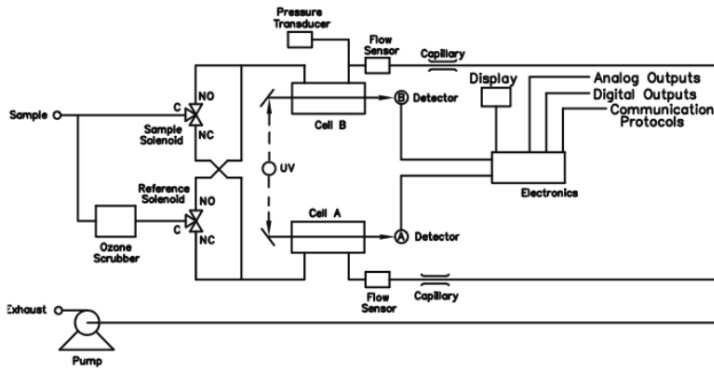 Pressure
Transducer
Flow
Sensor
Capillary
Display
Analog Outputs
Digital Outputs
Communication
Protocols
NO
C
Sample
Sample
Solenoid
NC
B
Detector
Cell B
UV
Electronics
Reference
Solenoid
NO
C
NC
Ozone
Scrubber
Cell A
A
Detector
Flow
Sensor
Capillary
Exhaust
Pump